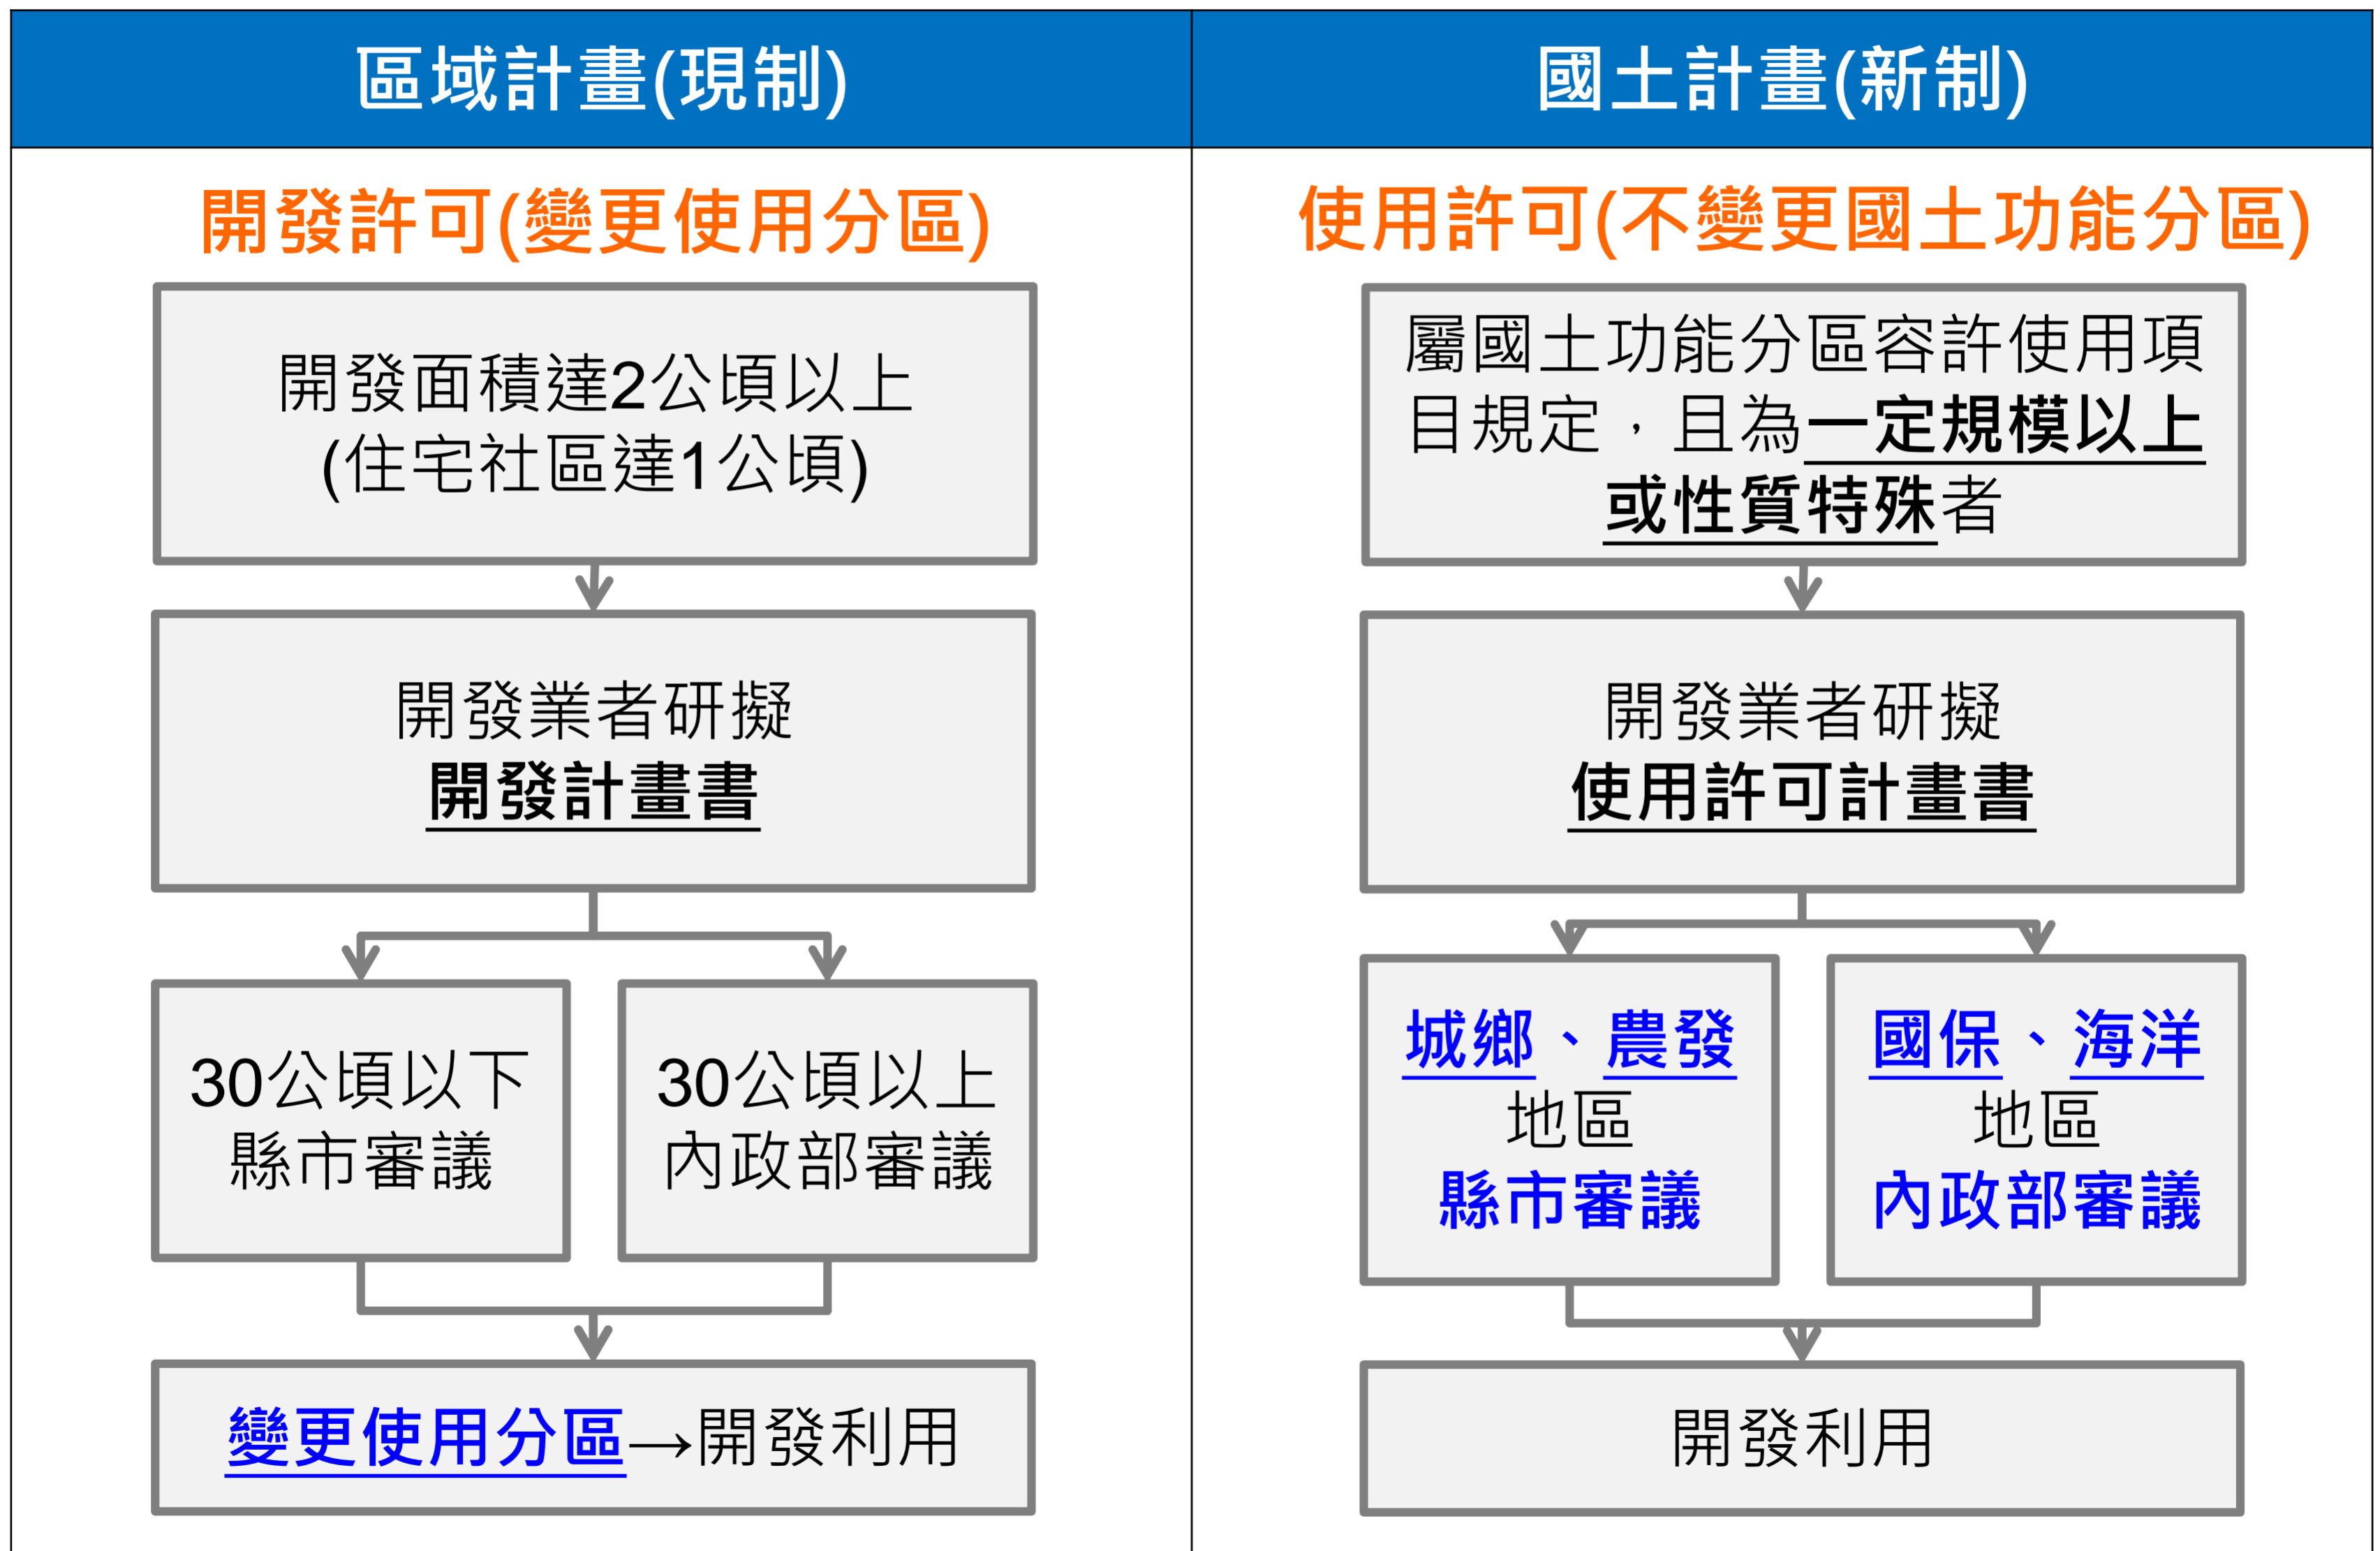 區域計畫(現制)
開發許可(變更使用分區)
開發面積達2公頃以上
(住宅社區達1公頃)
開發業者研擬
開發計畫書
30公頃以下
縣市審議
30公頃以上
內政部審議
變更使用分區→開發利用
國土計畫(新制)
使用許可(不變更國土功能分區)
屬國土功能分區容許使用項
目規定，且為一定規模以上
或性質特殊者
開發業者研擬
使用許可計畫書
城鄉、農發
地區
縣市審議
國保、海洋
地區
內政部審議
開發利用